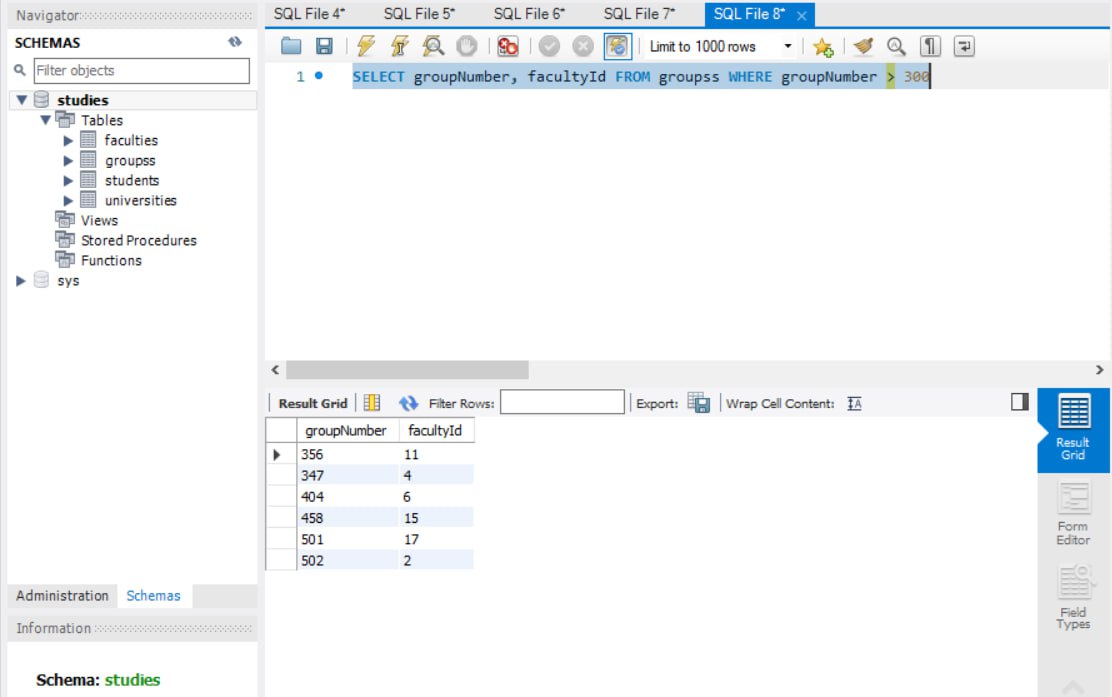 Navigator
SCHEMAS
Filter objects
studies
Tables
faculties
groupss
students
universities
Views
Stored Procedures
Functions
sys
Administration Schemas
Information
Schema: studies
SQL File 4* SQL File 5* SQL File 6* SQL File 7* SQL File 8*
Limit to 1000 rows
1 SELECT groupNumber, facultyId FROM groupss WHERE groupNumber > 300
Result Grid Filter Rows: Export: Wrap Cell Content:
groupNumber facultyId
356 11
347 4
404 6
458 15
501 17
502 2
Result
Grid
Form
Editor
Field
Types